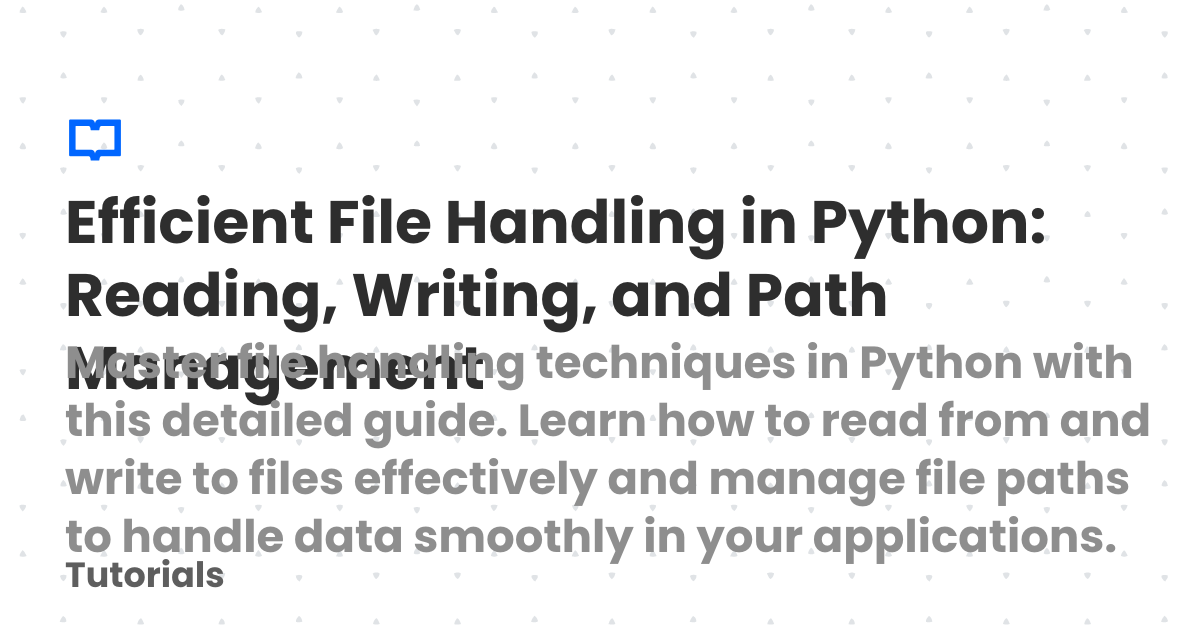 Efficient File Handling in Python:
Reading, Writing, and Path
Management
Master file handling techniques in Python with
this detailed guide. Learn how to read from and
write to files effectively and manage file paths
to handle data smoothly in your applications.
Tutorials